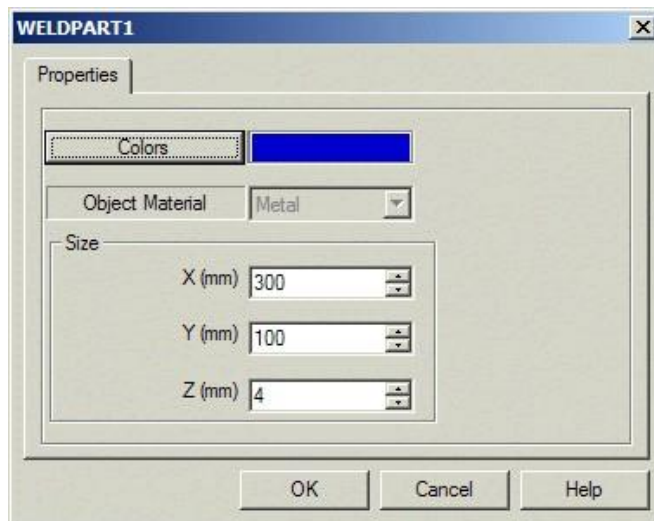 WELDPART1
Properties
Colors
Object Material Metal
Size
X (mm) 300
Y (mm) 100
Z (mm) 4
OK Cancel Help